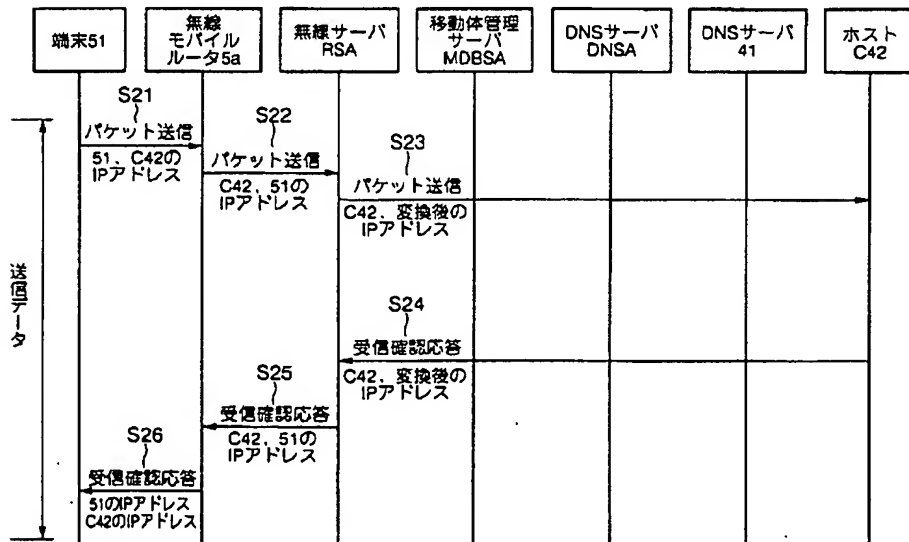 端末51
無線
モバイル
ルータ5a
無線サーバ
RSA
移動体管理
サーバ
MDBSA
DNSサーバ
DNSA
DNSサーバ
41
ホスト
C42
S21
パケット送信
51、C42の
IPアドレス
S22
パケット送信
C42、51の
IPアドレス
S23
パケット送信
C42、変換後の
IPアドレス
送信データ
S24
受信確認応答
C42、変換後の
IPアドレス
S25
受信確認応答
C42、51の
IPアドレス
S26
受信確認応答
51のIPアドレス
C42のIPアドレス